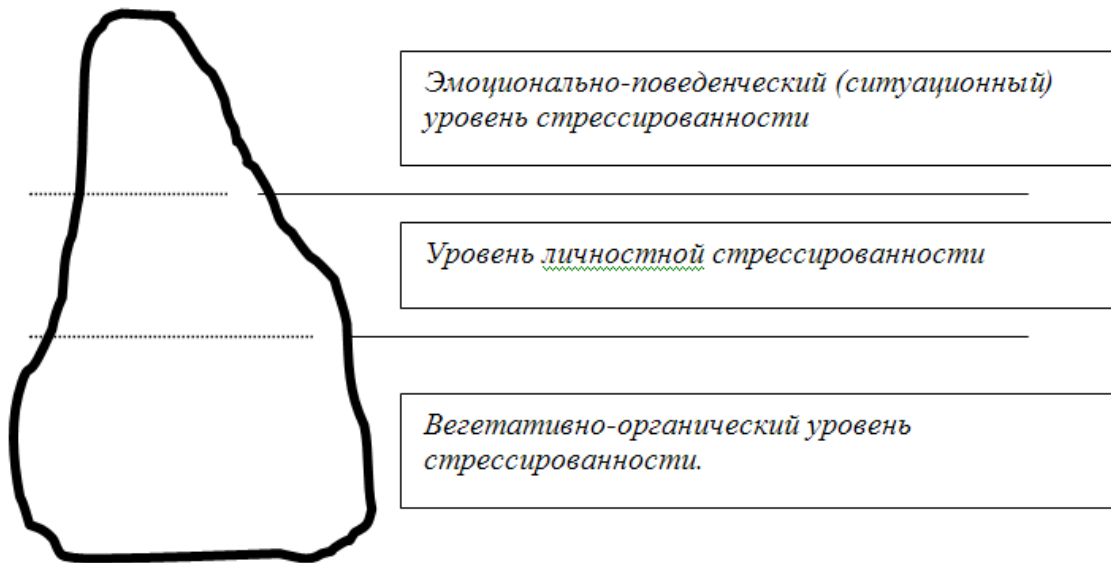 Эмоционально-поведенческий (ситуационный)
уровень стрессированности
Уровень личностной стрессированности
Вегетативно-органический уровень
стрессированности.